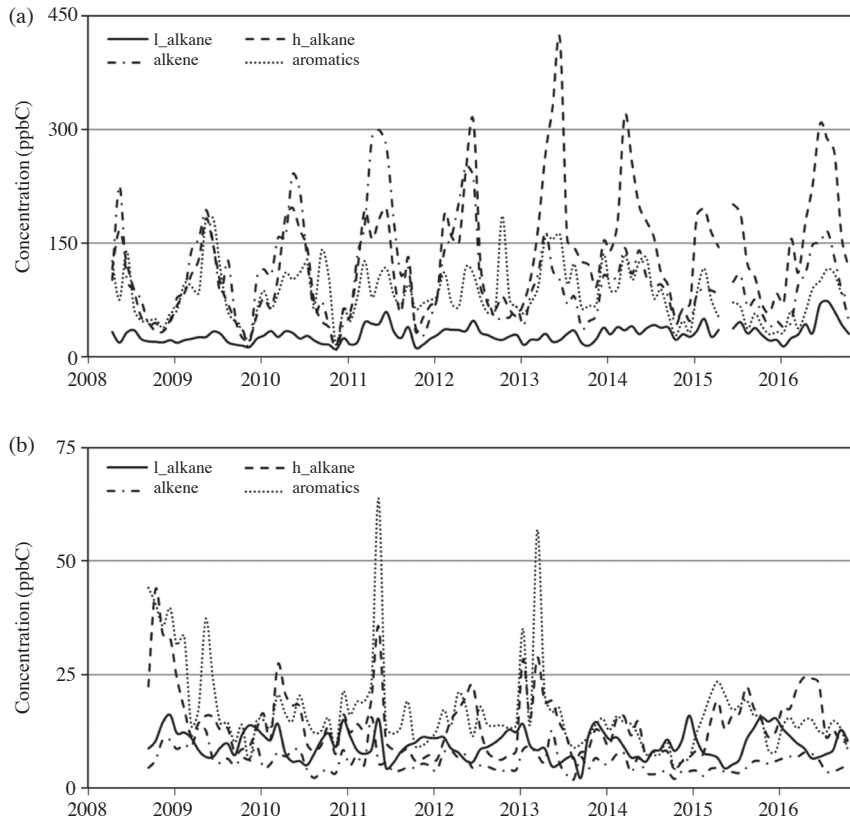 (a)
450
300
150
0
Concentration (ppbC)
l_alkane
h_alkane
alkene
aromatics
2008 2009 2010 2011 2012 2013 2014 2015 2016
(b)
75
50
25
0
Concentration (ppbC)
l_alkane
h_alkane
alkene
aromatics
2008 2009 2010 2011 2012 2013 2014 2015 2016